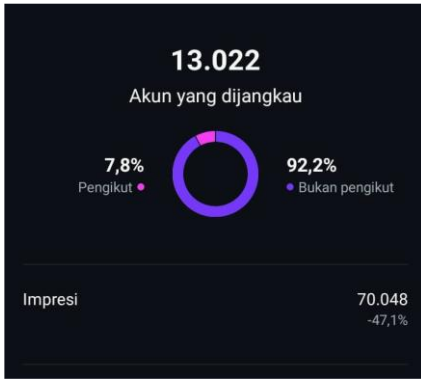 13.022
Akun yang dijangkau
7,8%
Pengikut
92,2%
Bukan pengikut
Impresi
70.048
-47,1%